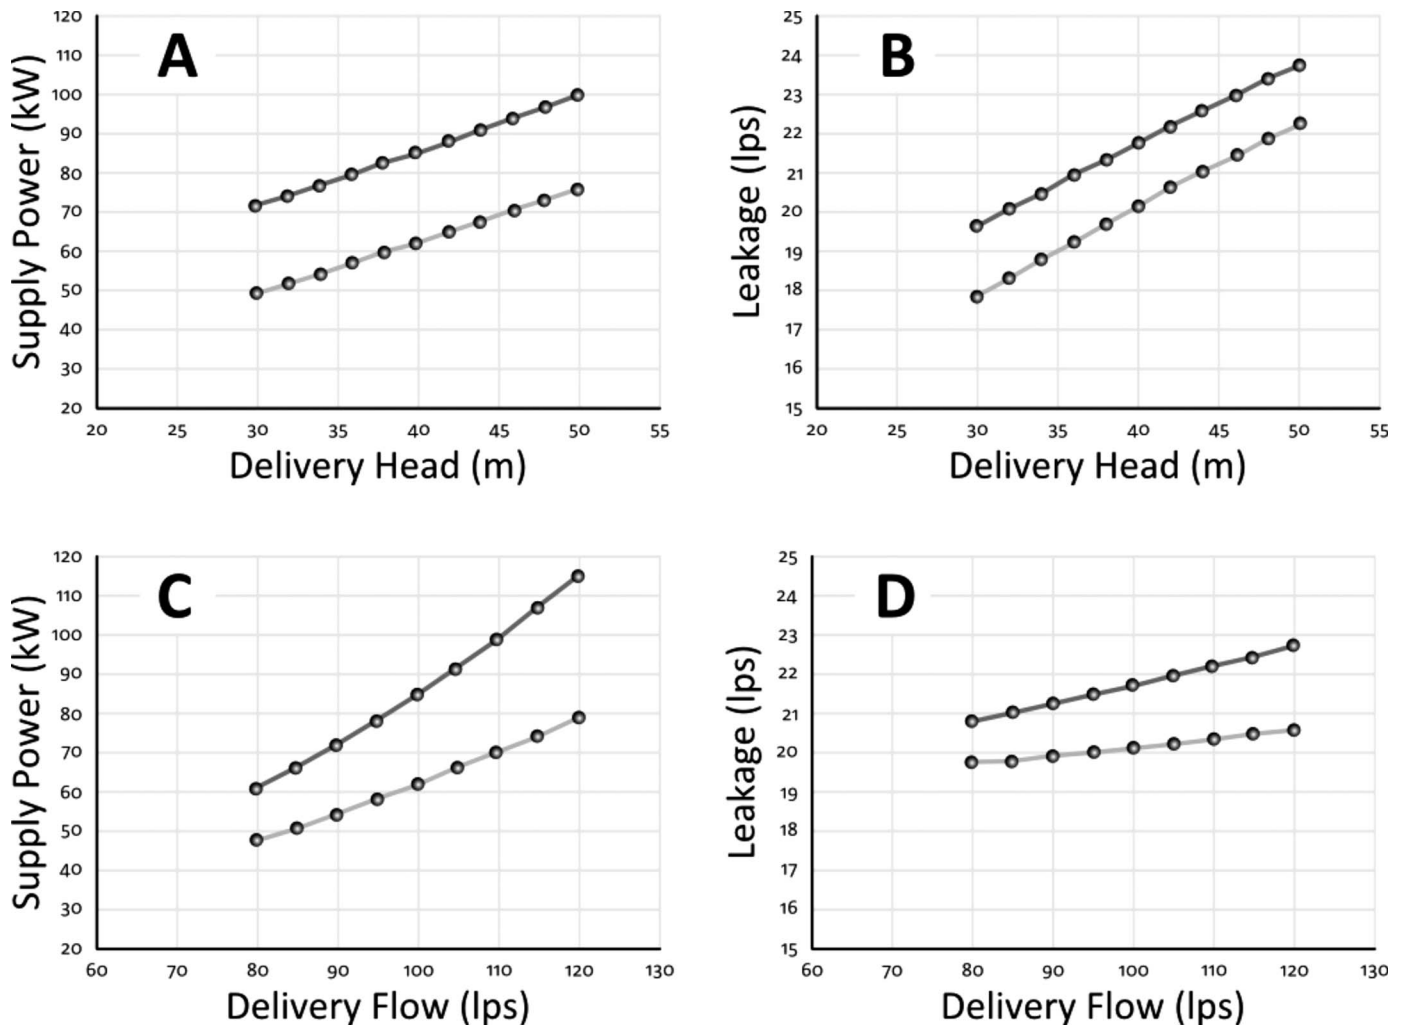 A
Supply Power (kW)
120
110
100
90
80
70
60
50
40
30
20
20 25 30 35 40 45 50 55
Delivery Head (m)
B
Leakage (lps)
25
24
23
22
21
20
19
18
17
16
15
20 25 30 35 40 45 50 55
Delivery Head (m)
C
Supply Power (kW)
120
110
100
90
80
70
60
50
40
30
20
60 70 80 90 100 110 120 130
Delivery Flow (lps)
D
Leakage (lps)
25
24
23
22
21
20
19
18
17
16
15
60 70 80 90 100 110 120 130
Delivery Flow (lps)